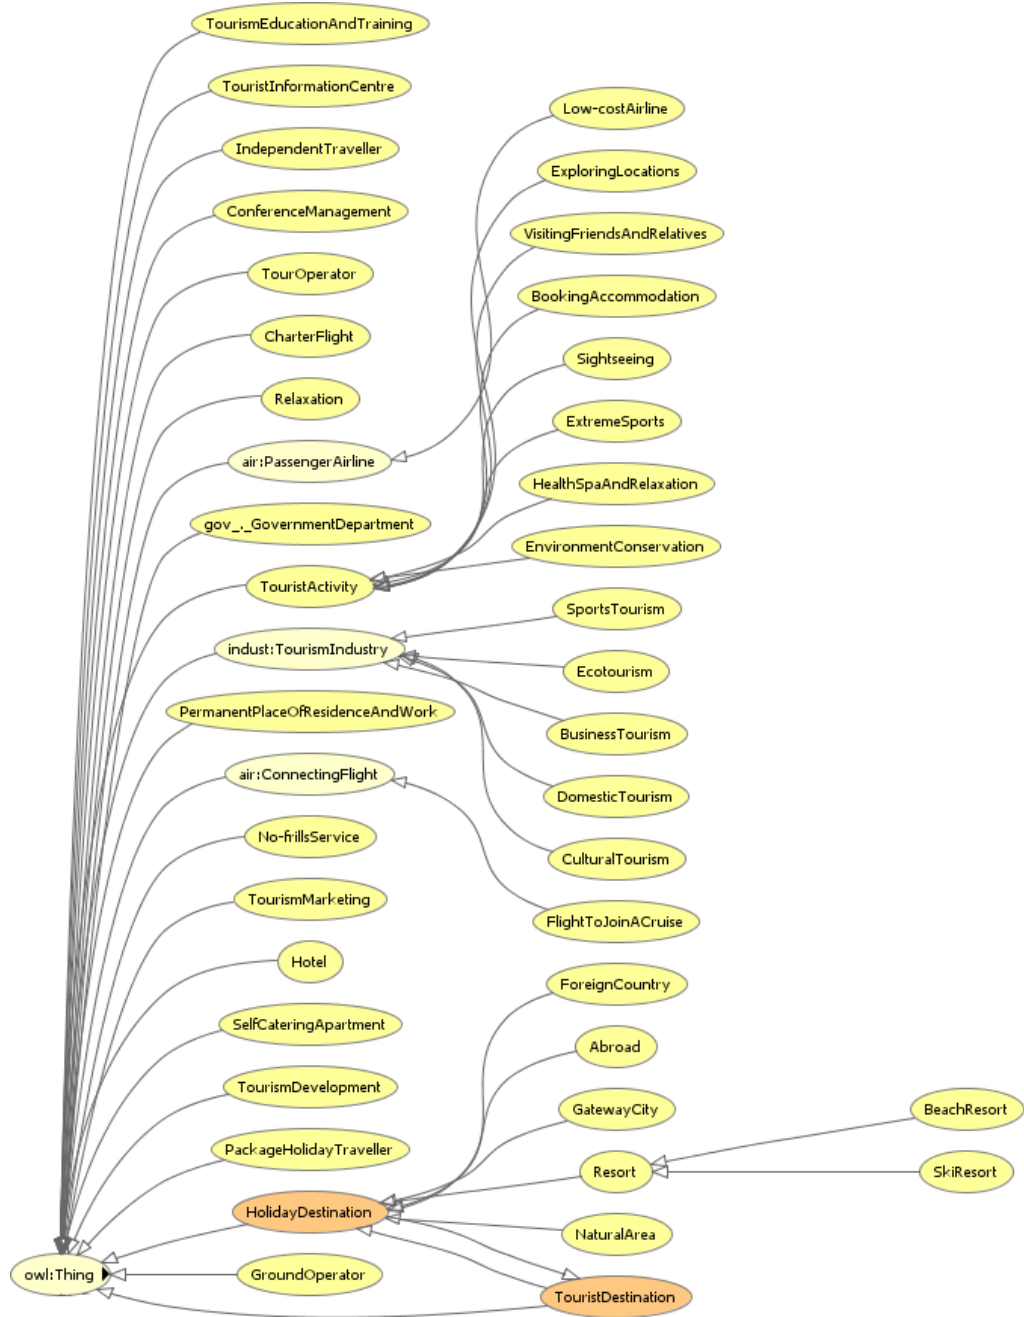 TourismEducationAndTraining
TouristInformationCentre
Low-costAirline
IndependentTraveller
ExploringLocations
ConferenceManagement
VisitingFriendsAndRelatives
TourOperator
BookingAccommodation
CharterFlight
Sightseeing
Relaxation
ExtremeSports
air:PassengerAirline
HealthSpaAndRelaxation
gov_._GovernmentDepartment
EnvironmentConservation
TouristActivity
SportsTourism
indust:TourismIndustry
Ecotourism
PermanentPlaceOfResidenceAndWork
BusinessTourism
air:ConnectingFlight
DomesticTourism
No-frillsService
CulturalTourism
TourismMarketing
FlightToJoinACruise
Hotel
ForeignCountry
SelfCateringApartment
Abroad
TourismDevelopment
GatewayCity
BeachResort
PackageHolidayTraveller
Resort
SkiResort
HolidayDestination
NaturalArea
owl:Thing
GroundOperator
TouristDestination